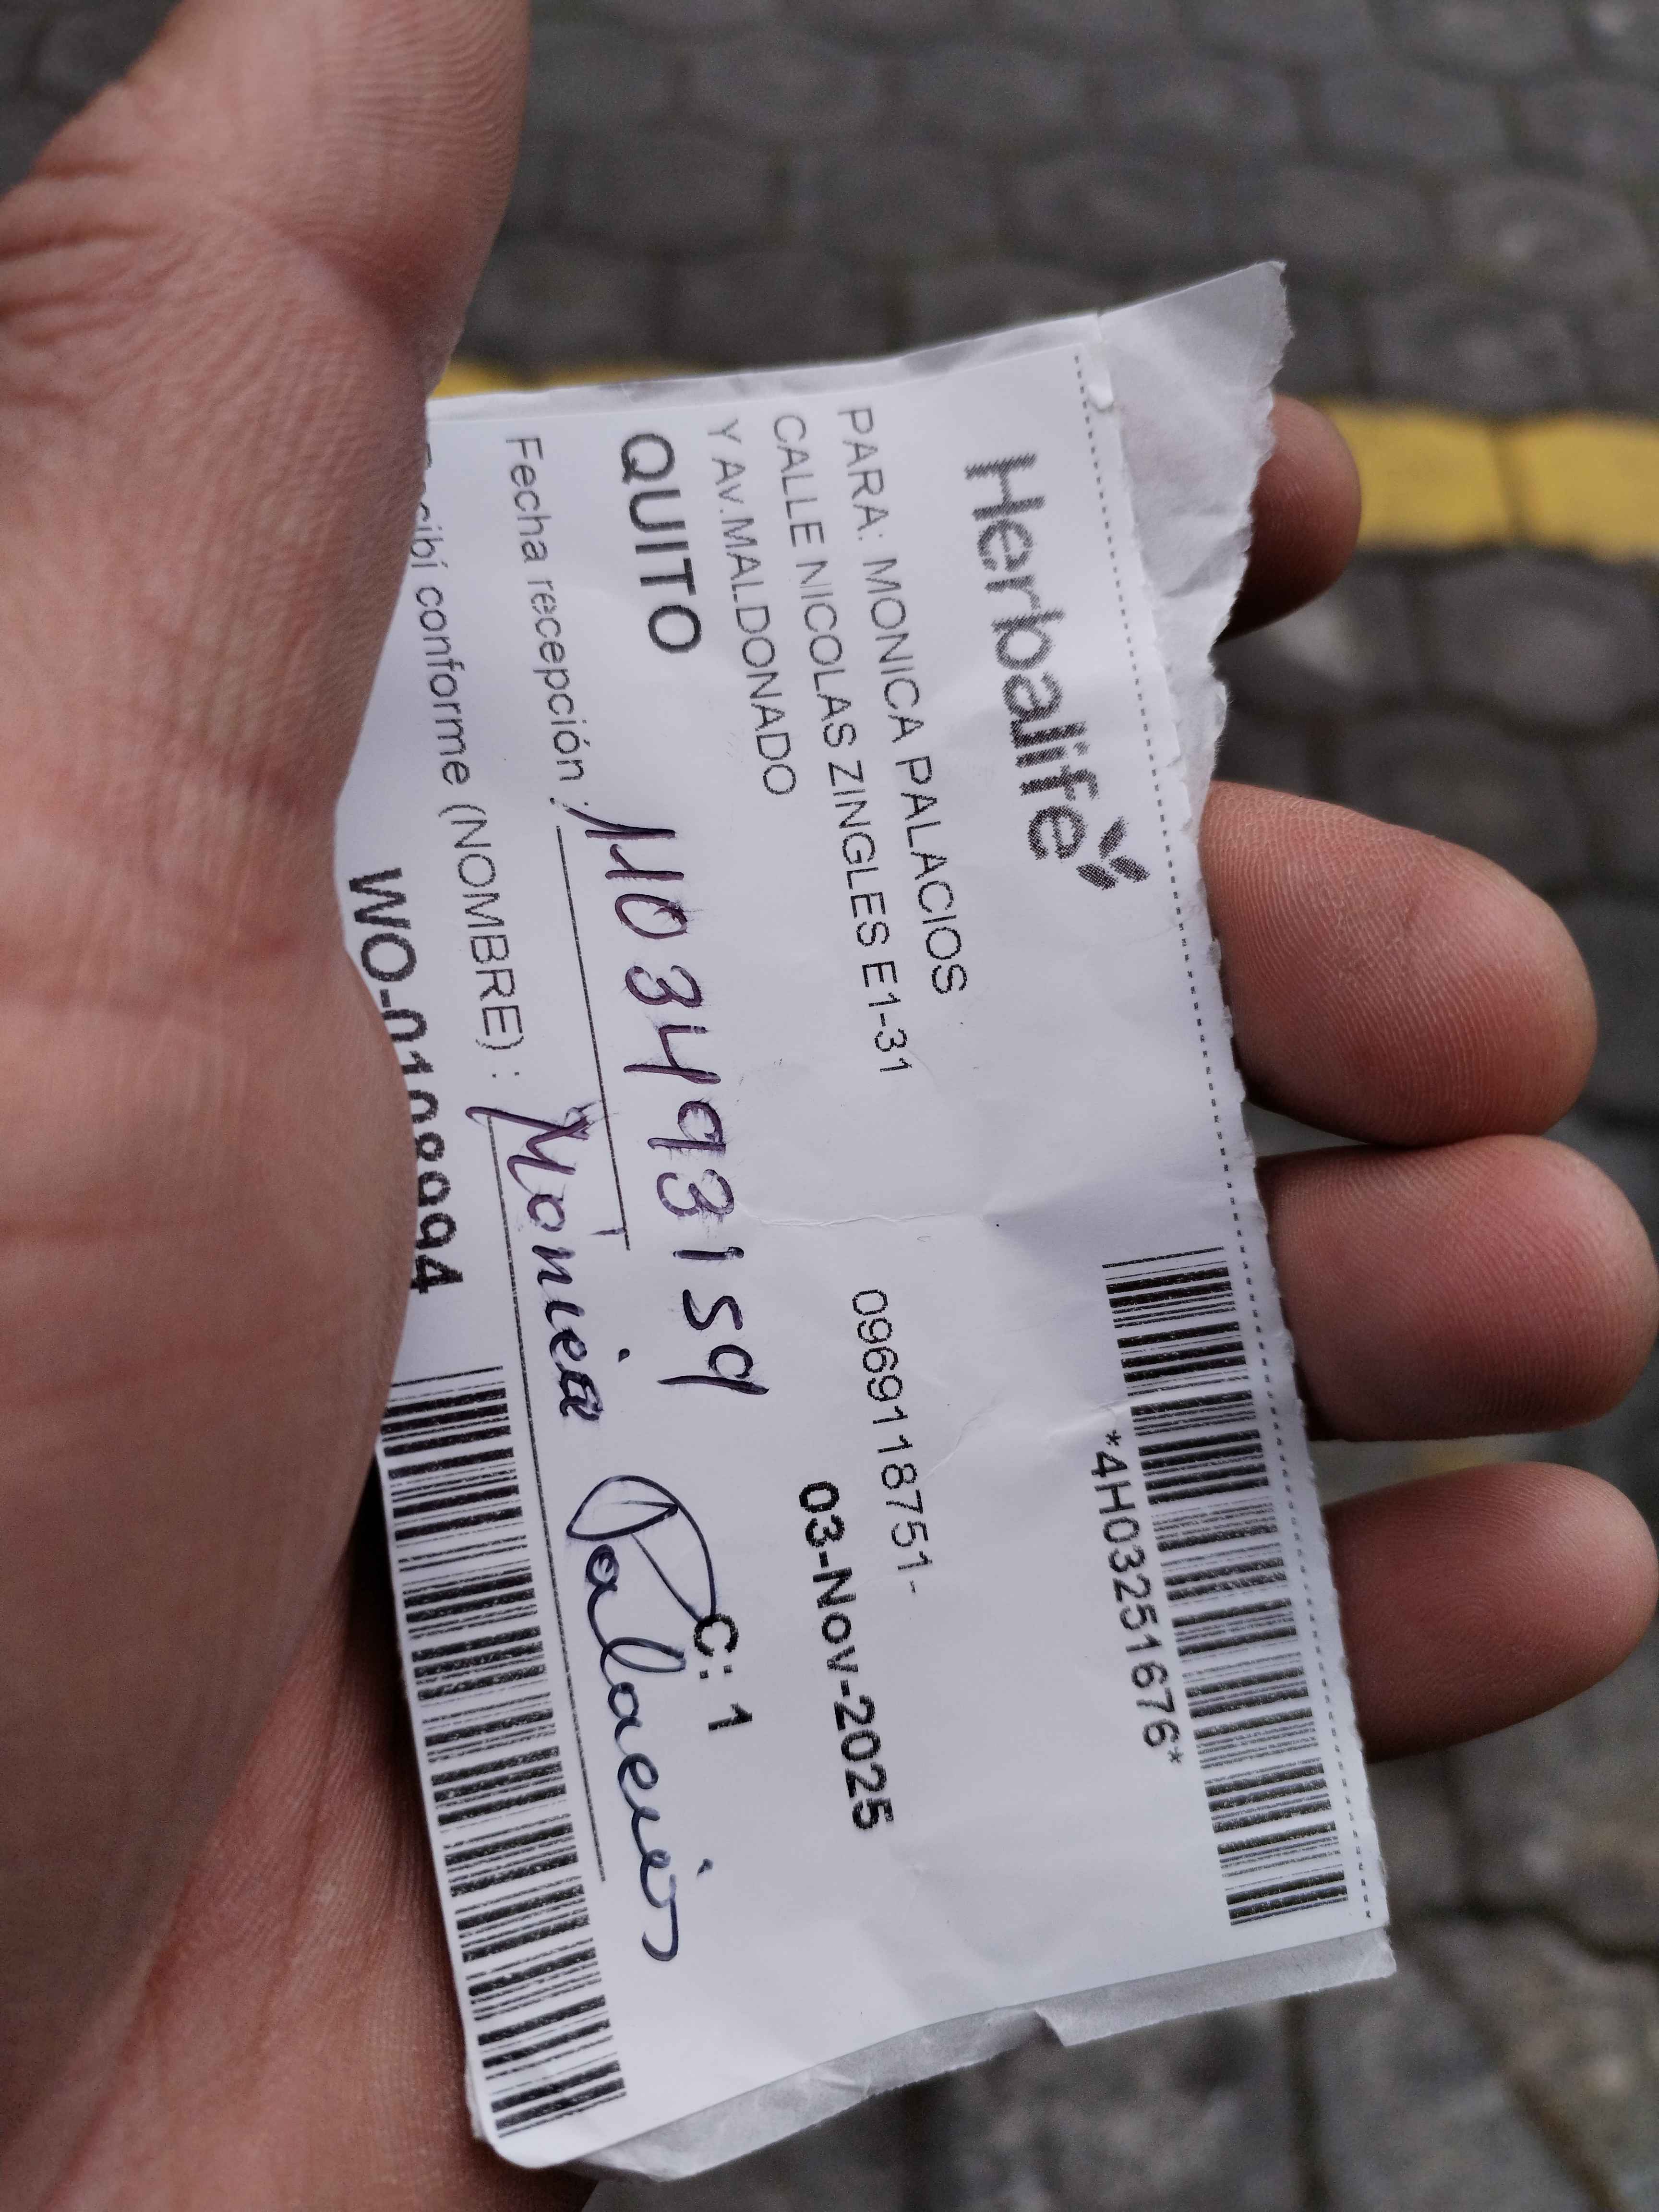 Herbalife
*4H03251676*
PARA: MONICA PALACIOS
CALLE NICOLAS ZINGLES E1-31
0969118751-
Y AV.MALDONADO
03-Nov-2025
QUITO
C: 1
Fecha recepción : 1103493159
conforme (NOMBRE) : Mónica Palacios